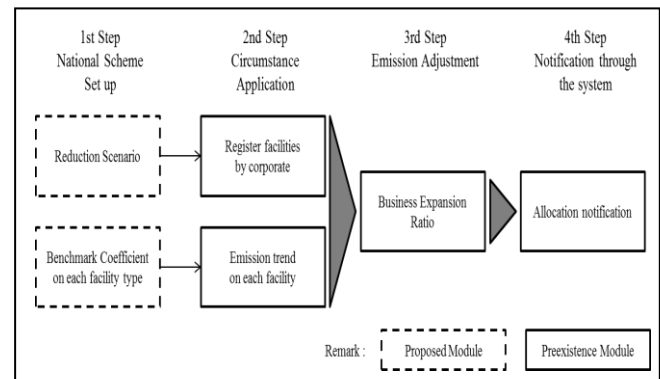 1st Step
National Scheme
Set up
2nd Step
Circumstance
Application
3rd Step
Emission Adjustment
4th Step
Notification through
the system
Reduction Scenario
Register facilities
by corporate
Benchmark Coefficient
on each facility type
Emission trend
on each facility
Business Expansion
Ratio
Allocation notification
Remark :
Proposed Module
Preexistence Module